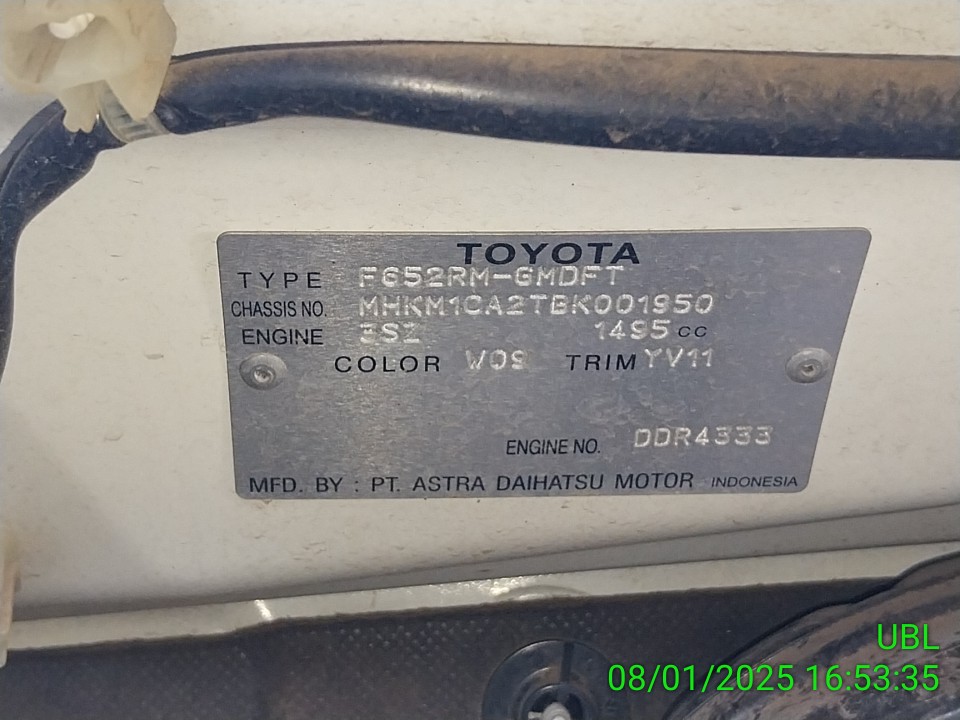 TOYOTA
TYPE F652RM-GMDFT
CHASSIS NO. MHKM1CA2TBK001950
ENGINE 3SZ 1495 cc
COLOR W09 TRIM YV11
ENGINE NO. DDR4333
MFD. BY : PT. ASTRA DAIHATSU MOTOR INDONESIA
UBL
08/01/2025 16:53:35